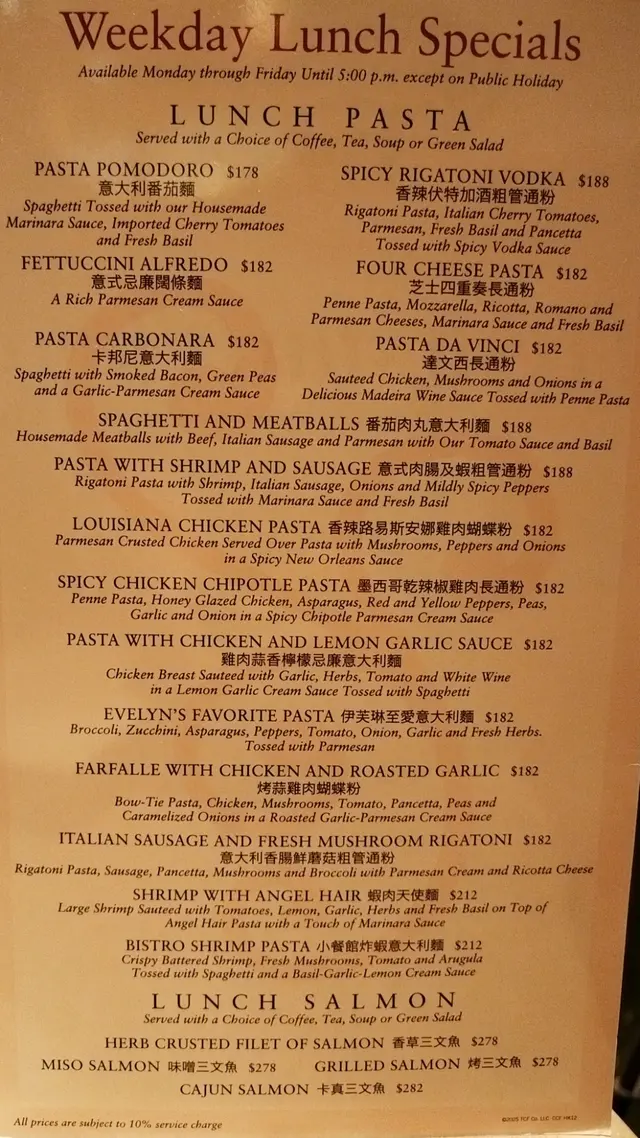 Weekday Lunch Specials
Available Monday through Friday Until 5:00 p.m. except on Public Holiday
LUNCH PASTA
Served with a Choice of Coffee, Tea, Soup or Green Salad
PASTA POMODORO $178
意大利番茄麵
Spaghetti Tossed with our Housemade
Marinara Sauce, Imported Cherry Tomatoes
and Fresh Basil
SPICY RIGATONI VODKA $188
香辣伏特加酒粗管通粉
Rigatoni Pasta, Italian Cherry Tomatoes,
Parmesan, Fresh Basil and Pancetta
Tossed with Spicy Vodka Sauce
FETTUCCINI ALFREDO $182
意式忌廉闊條麵
A Rich Parmesan Cream Sauce
FOUR CHEESE PASTA $182
芝士四重奏長通粉
Penne Pasta, Mozzarella, Ricotta, Romano and
Parmesan Cheeses, Marinara Sauce and Fresh Basil
PASTA CARBONARA $182
卡邦尼意大利麵
Spaghetti with Smoked Bacon, Green Peas
and a Garlic-Parmesan Cream Sauce
PASTA DA VINCI $182
達文西長通粉
Sauteed Chicken, Mushrooms and Onions in a
Delicious Madeira Wine Sauce Tossed with Penne Pasta
SPAGHETTI AND MEATBALLS 番茄肉丸意大利麵 $188
Housemade Meatballs with Beef, Italian Sausage and Parmesan with Our Tomato Sauce and Basil
PASTA WITH SHRIMP AND SAUSAGE 意式肉腸及蝦粗管通粉 $188
Rigatoni Pasta with Shrimp, Italian Sausage, Onions and Mildly Spicy Peppers
Tossed with Marinara Sauce and Fresh Basil
LOUISIANA CHICKEN PASTA 香辣路易斯安娜雞肉蝴蝶粉 $182
Parmesan Crusted Chicken Served Over Pasta with Mushrooms, Peppers and Onions
in a Spicy New Orleans Sauce
SPICY CHICKEN CHIPOTLE PASTA 墨西哥乾辣椒雞肉長通粉 $182
Penne Pasta, Honey Glazed Chicken, Asparagus, Red and Yellow Peppers, Peas,
Garlic and Onion in a Spicy Chipotle Parmesan Cream Sauce
PASTA WITH CHICKEN AND LEMON GARLIC SAUCE $182
雞肉蒜香檸檬忌廉意大利麵
Chicken Breast Sauteed with Garlic, Herbs, Tomato and White Wine
in a Lemon Garlic Cream Sauce Tossed with Spaghetti
EVELYN'S FAVORITE PASTA 伊芙琳至愛意大利麵 $182
Broccoli, Zucchini, Asparagus, Peppers, Tomato, Onion, Garlic and Fresh Herbs.
Tossed with Parmesan
FARFALLE WITH CHICKEN AND ROASTED GARLIC $182
烤蒜雞肉蝴蝶粉
Bow-Tie Pasta, Chicken, Mushrooms, Tomato, Pancetta, Peas and
Caramelized Onions in a Roasted Garlic-Parmesan Cream Sauce
ITALIAN SAUSAGE AND FRESH MUSHROOM RIGATONI $182
意大利香腸鮮蘑菇粗管通粉
Rigatoni Pasta, Sausage, Pancetta, Mushrooms and Broccoli with Parmesan Cream and Ricotta Cheese
SHRIMP WITH ANGEL HAIR 蝦肉天使麵 $212
Large Shrimp Sauteed with Tomatoes, Lemon, Garlic, Herbs and Fresh Basil on Top of
Angel Hair Pasta with a Touch of Marinara Sauce
BISTRO SHRIMP PASTA 小餐館炸蝦意大利麵 $212
Crispy Battered Shrimp, Fresh Mushrooms, Tomato and Arugula
Tossed with Spaghetti and a Basil-Garlic-Lemon Cream Sauce
LUNCH SALMON
Served with a Choice of Coffee, Tea, Soup or Green Salad
HERB CRUSTED FILET OF SALMON 香草三文魚 $278
MISO SALMON 味噌三文魚 $278
GRILLED SALMON 烤三文魚 $278
CAJUN SALMON 卡真三文魚 $282
All prices are subject to 10% service charge
©2025 TCF Co. LLC CCF HK12